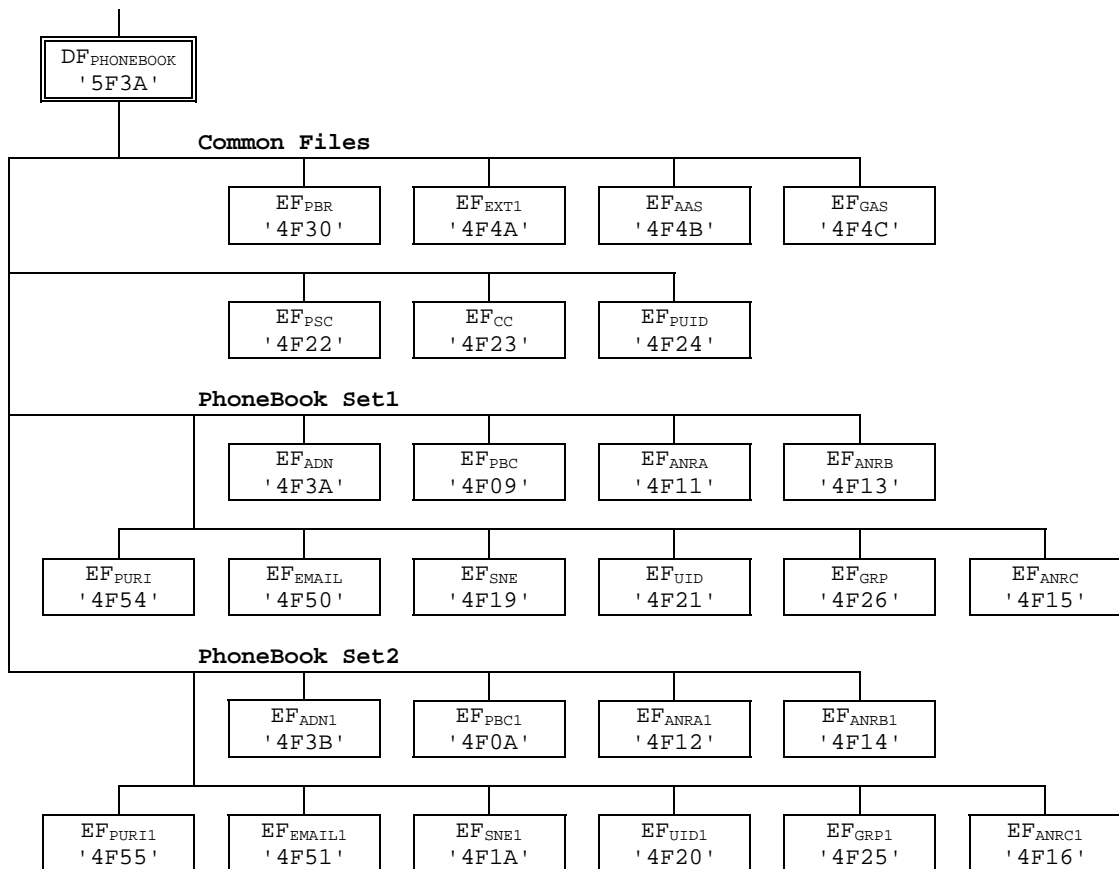 DFPHONEBOOK
'5F3A'
Common Files
EFPBR
'4F30'
EFEXT1
'4F4A'
EFAAS
'4F4B'
EFGAS
'4F4C'
EFPSC
'4F22'
EFCC
'4F23'
EFPUID
'4F24'
PhoneBook Set1
EFADN
'4F3A'
EFPBC
'4F09'
EFANRA
'4F11'
EFANRB
'4F13'
EFPURI
'4F54'
EFEMAIL
'4F50'
EFSNE
'4F19'
EFUID
'4F21'
EFGRP
'4F26'
EFANRC
'4F15'
PhoneBook Set2
EFADN1
'4F3B'
EFPBC1
'4F0A'
EFANRA1
'4F12'
EFANRB1
'4F14'
EFPURI1
'4F55'
EFEMAIL1
'4F51'
EFSNE1
'4F1A'
EFUID1
'4F20'
EFGRP1
'4F25'
EFANRC1
'4F16'